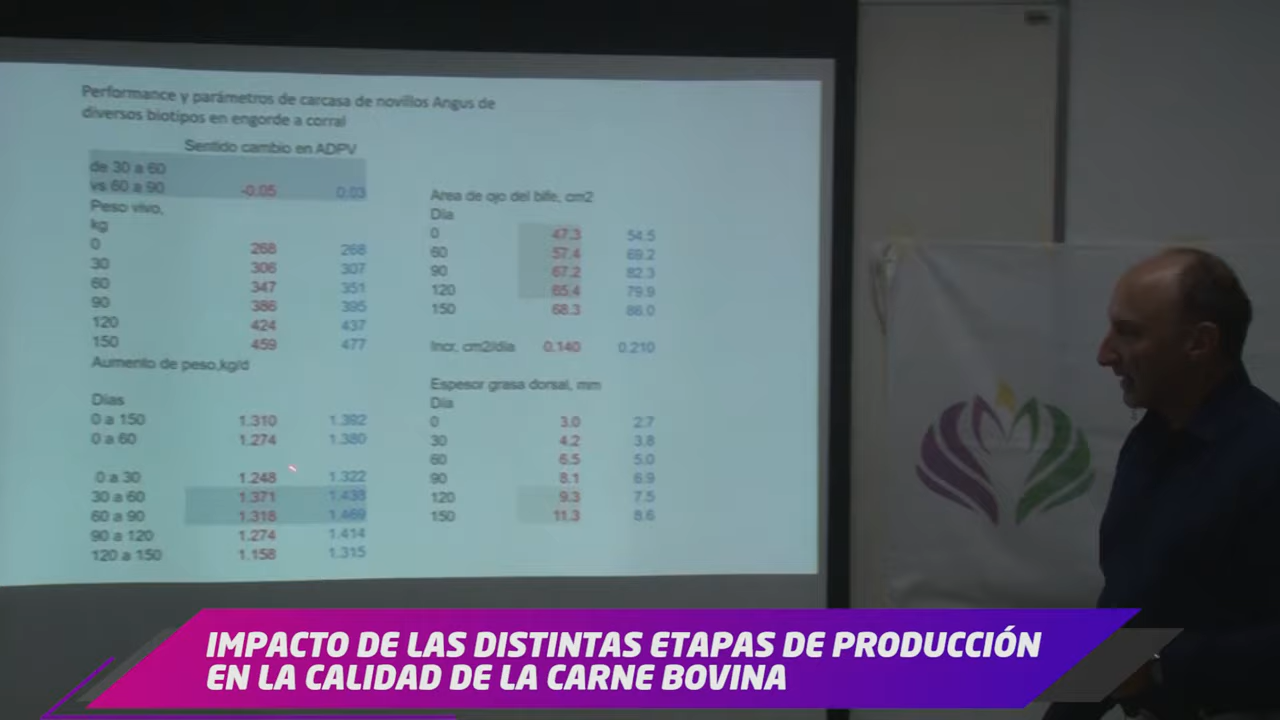 Performance y parámetros de carcasa de novillos Angus de
diversos biotipos en engorde a corral
Sentido cambio en ADPV
de 30 a 60
vs 60 a 90 -0.05 0.03
Peso vivo,
kg
0 268 268
30 306 307
60 347 351
90 386 395
120 424 437
150 459 477
Aumento de peso,kg/d
Días
0 a 150 1.310 1.392
0 a 60 1.274 1.380
0 a 30 1.248 1.322
30 a 60 1.371 1.438
60 a 90 1.318 1.469
90 a 120 1.274 1.414
120 a 150 1.158 1.315
Area de ojo del bife, cm2
Día
0 47.3 54.5
60 57.4 69.2
90 67.2 82.3
120 65.4 79.9
150 68.3 86.0
Incr, cm2/día 0.140 0.210
Espesor grasa dorsal, mm
Día
0 3.0 2.7
30 4.2 3.8
60 6.5 5.0
90 8.1 6.9
120 9.3 7.5
150 11.3 8.6
IMPACTO DE LAS DISTINTAS ETAPAS DE PRODUCCIÓN
EN LA CALIDAD DE LA CARNE BOVINA